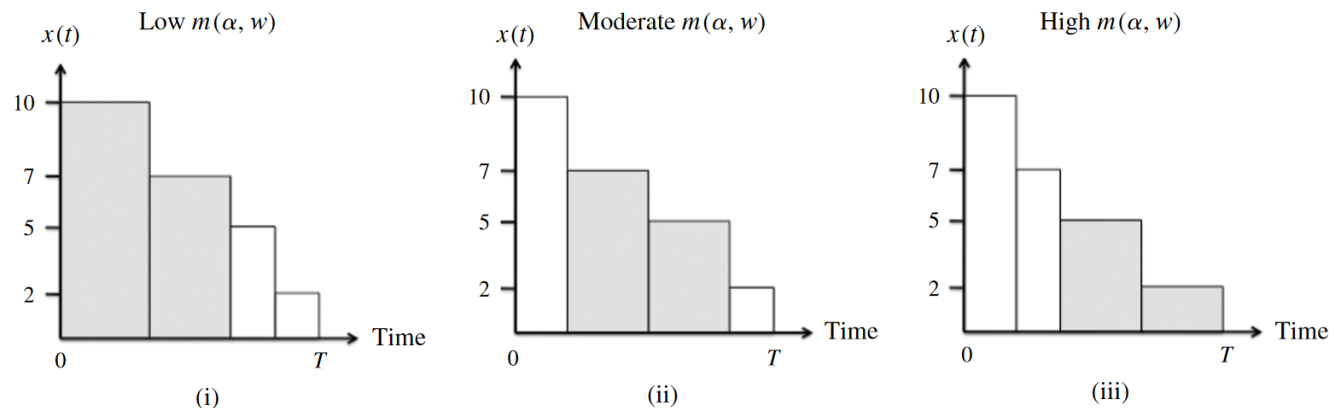 Low m(α, w)
x(t)
10
7
5
2
0
T
Time
(i)
Moderate m(α, w)
x(t)
10
7
5
2
0
T
Time
(ii)
High m(α, w)
x(t)
10
7
5
2
0
T
Time
(iii)